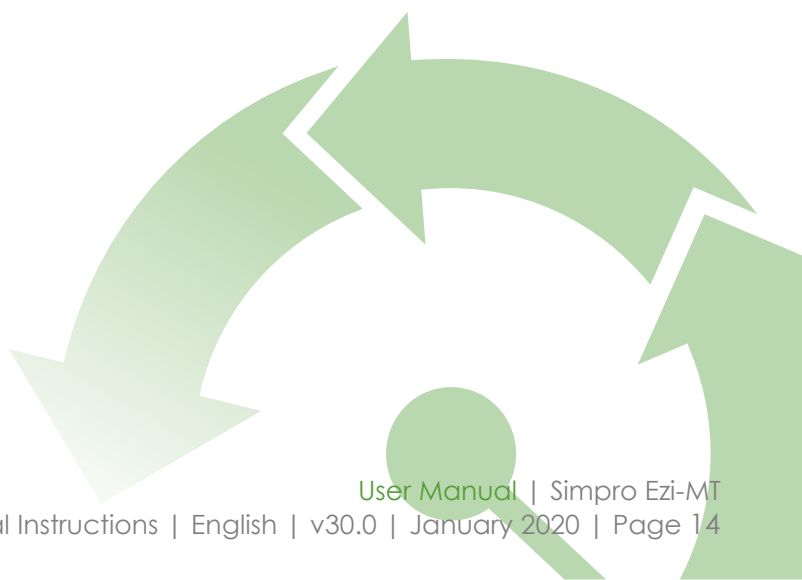 User Manual | Simpro Ezi-MT
Instructions | English | v30.0 | January 2020 | Page 14